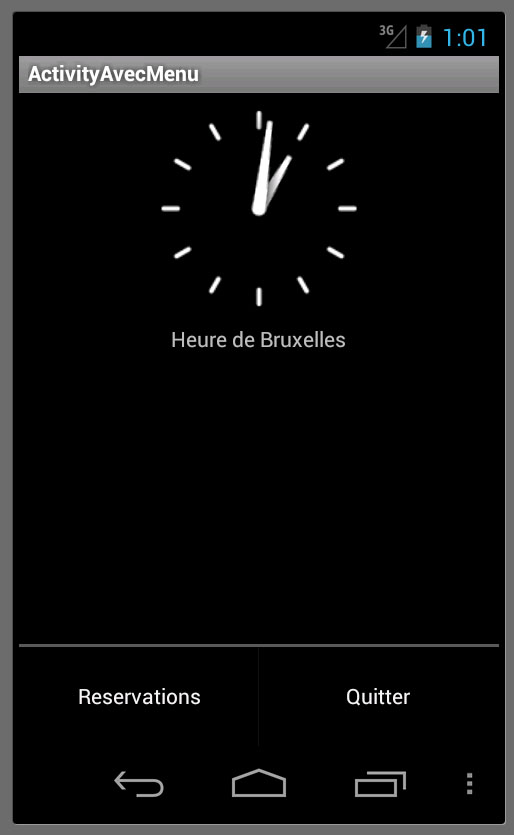 3G 1:01
ActivityAvecMenu
Heure de Bruxelles
Reservations Quitter